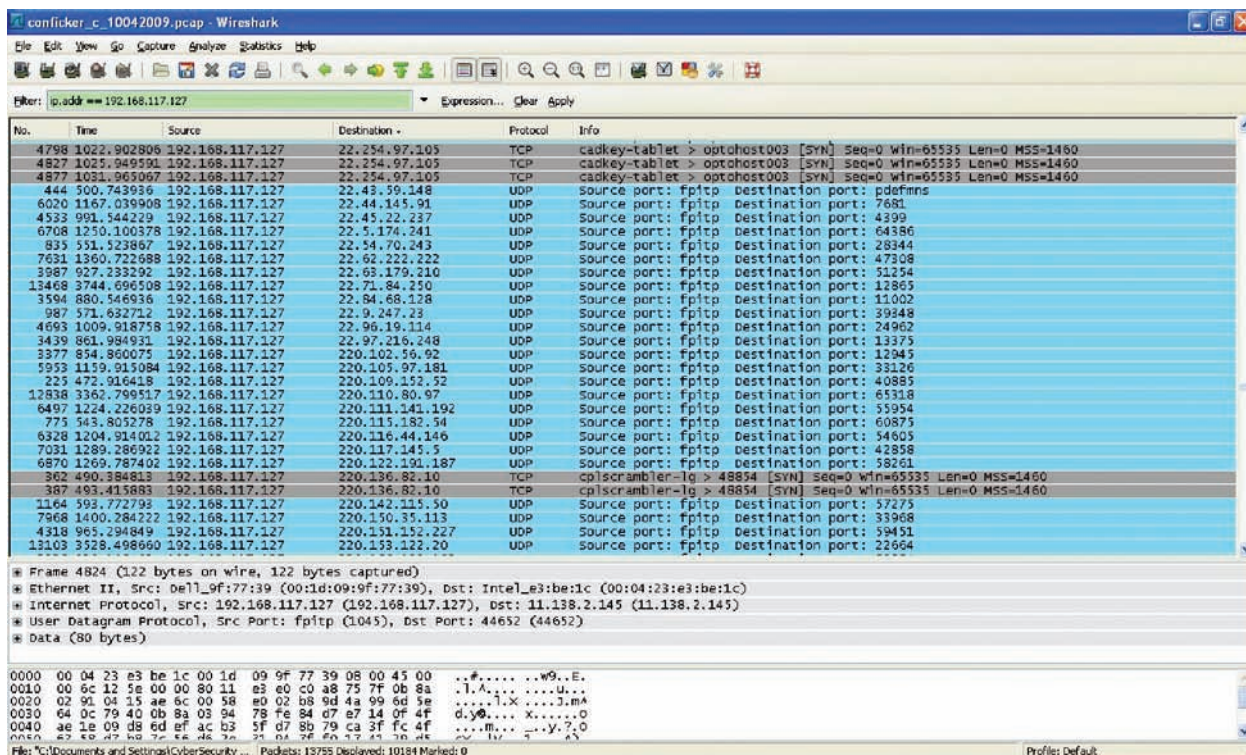 conficker_c_10042009.pcap - Wireshark
File Edit View Go Capture Analyze Statistics Help
Filter: ip.addr == 192.168.117.127 Expression... Clear Apply
No. Time Source Destination Protocol Info
4798 1022.902806 192.168.117.127 22.254.97.105 TCP cadkey-tablet > optohost003 [SYN] Seq=0 Win=65535 Len=0 MSS=1460
4827 1025.949591 192.168.117.127 22.254.97.105 TCP cadkey-tablet > optohost003 [SYN] Seq=0 Win=65535 Len=0 MSS=1460
4877 1031.965067 192.168.117.127 22.254.97.105 TCP cadkey-tablet > optohost003 [SYN] Seq=0 Win=65535 Len=0 MSS=1460
444 500.743936 192.168.117.127 22.43.59.148 UDP Source port: fpitp Destination port: pdefmns
6020 1167.039908 192.168.117.127 22.44.145.91 UDP Source port: fpitp Destination port: 7681
4533 991.544229 192.168.117.127 22.45.22.237 UDP Source port: fpitp Destination port: 4399
6708 1250.100378 192.168.117.127 22.5.174.241 UDP Source port: fpitp Destination port: 64386
835 551.523867 192.168.117.127 22.54.70.243 UDP Source port: fpitp Destination port: 28344
7631 1360.722688 192.168.117.127 22.62.222.222 UDP Source port: fpitp Destination port: 47308
3987 927.233292 192.168.117.127 22.63.179.210 UDP Source port: fpitp Destination port: 51254
13468 3744.696508 192.168.117.127 22.71.84.250 UDP Source port: fpitp Destination port: 12865
3594 880.546936 192.168.117.127 22.84.68.128 UDP Source port: fpitp Destination port: 11002
987 571.632712 192.168.117.127 22.9.247.23 UDP Source port: fpitp Destination port: 39348
4693 1009.918758 192.168.117.127 22.96.19.114 UDP Source port: fpitp Destination port: 24962
3439 861.984931 192.168.117.127 22.97.216.248 UDP Source port: fpitp Destination port: 13375
3377 854.860075 192.168.117.127 220.102.56.92 UDP Source port: fpitp Destination port: 12945
5953 1159.915084 192.168.117.127 220.105.97.181 UDP Source port: fpitp Destination port: 33126
225 472.916418 192.168.117.127 220.109.152.52 UDP Source port: fpitp Destination port: 40885
12838 3362.799517 192.168.117.127 220.110.80.97 UDP Source port: fpitp Destination port: 65318
6497 1224.226039 192.168.117.127 220.111.141.192 UDP Source port: fpitp Destination port: 55954
775 543.805278 192.168.117.127 220.115.182.54 UDP Source port: fpitp Destination port: 60875
6328 1204.914012 192.168.117.127 220.116.44.146 UDP Source port: fpitp Destination port: 54605
7031 1289.286922 192.168.117.127 220.117.145.5 UDP Source port: fpitp Destination port: 42858
6870 1269.787402 192.168.117.127 220.122.191.187 UDP Source port: fpitp Destination port: 58261
362 490.384813 192.168.117.127 220.136.82.10 TCP cplscrambler-lg > 48854 [SYN] Seq=0 Win=65535 Len=0 MSS=1460
387 493.415883 192.168.117.127 220.136.82.10 TCP cplscrambler-lg > 48854 [SYN] Seq=0 Win=65535 Len=0 MSS=1460
1164 593.772793 192.168.117.127 220.142.115.50 UDP Source port: fpitp Destination port: 57275
7968 1400.284222 192.168.117.127 220.150.35.113 UDP Source port: fpitp Destination port: 33968
4318 965.294849 192.168.117.127 220.151.152.227 UDP Source port: fpitp Destination port: 59451
13103 3528.498660 192.168.117.127 220.153.122.20 UDP Source port: fpitp Destination port: 22664
Frame 4824 (122 bytes on wire, 122 bytes captured)
Ethernet II, Src: Dell_9f:77:39 (00:1d:09:9f:77:39), Dst: Intel_e3:be:1c (00:04:23:e3:be:1c)
Internet Protocol, Src: 192.168.117.127 (192.168.117.127), Dst: 11.138.2.145 (11.138.2.145)
User Datagram Protocol, Src Port: fpitp (1045), Dst Port: 44652 (44652)
Data (80 bytes)
0000 00 04 23 e3 be 1c 00 1d 09 9f 77 39 08 00 45 00 ..#..... ..w9..E.
0010 00 6c 12 5e 00 00 80 11 e3 e0 c0 a8 75 7f 0b 8a .l.^.... ....u...
0020 02 91 04 15 ae 6c 00 58 e0 02 b8 9d 4a 99 6d 5e .....l.X ....J.m^
0030 64 0c 79 40 0b 8a 03 94 78 fe 84 d7 e7 14 0f 4f d.y@.... x......O
0040 ae 1e 09 d8 6d ef ac b3 5f d7 8b 79 ca 3f fc 4f ....m... _..y.?.O
File: "C:\Documents and Settings\CyberSecurity ... Packets: 13755 Displayed: 10184 Marked: 0 Profile: Default